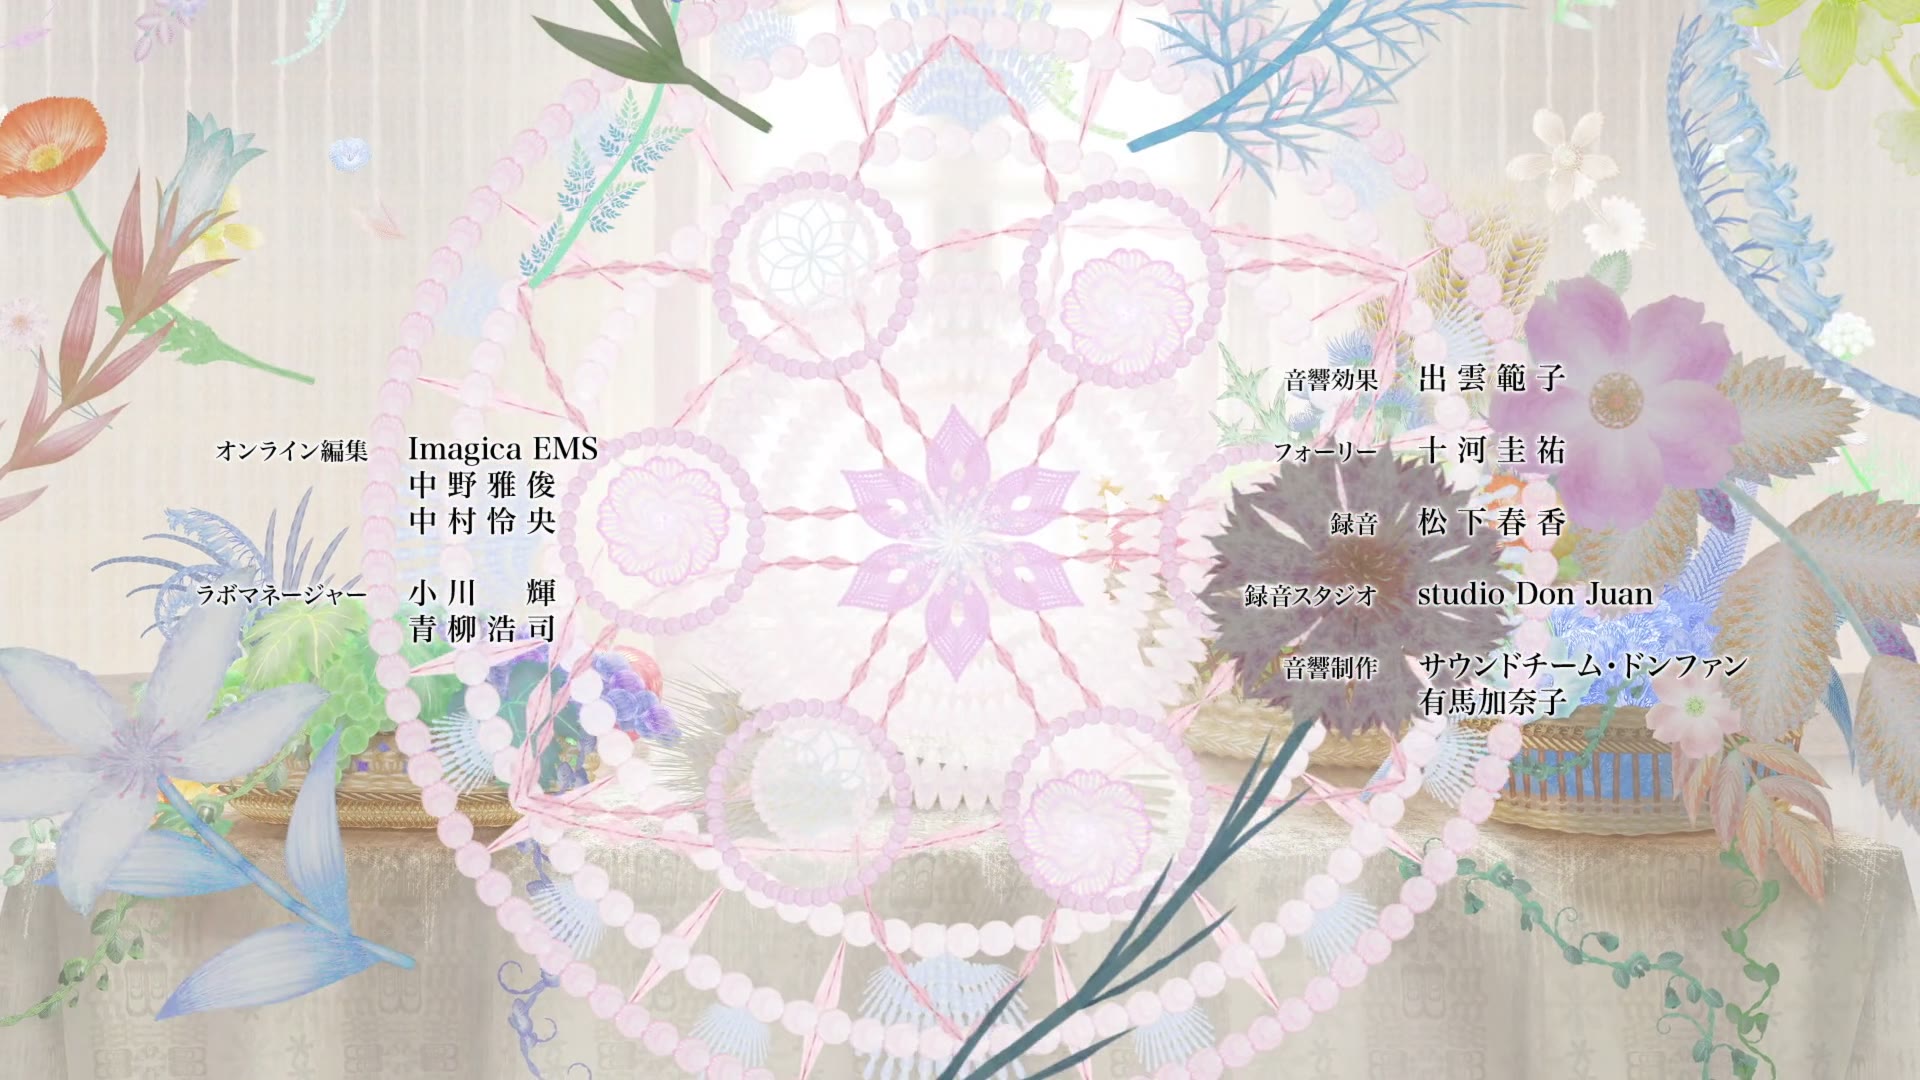 オンライン編集 Imagica EMS
中野雅俊
中村怜央
ラボマネージャー 小川 輝
青柳浩司
音響効果 出雲範子
フォーリー 十河圭祐
録音 松下春香
録音スタジオ studio Don Juan
音響制作 サウンドチーム・ドンファン
有馬加奈子